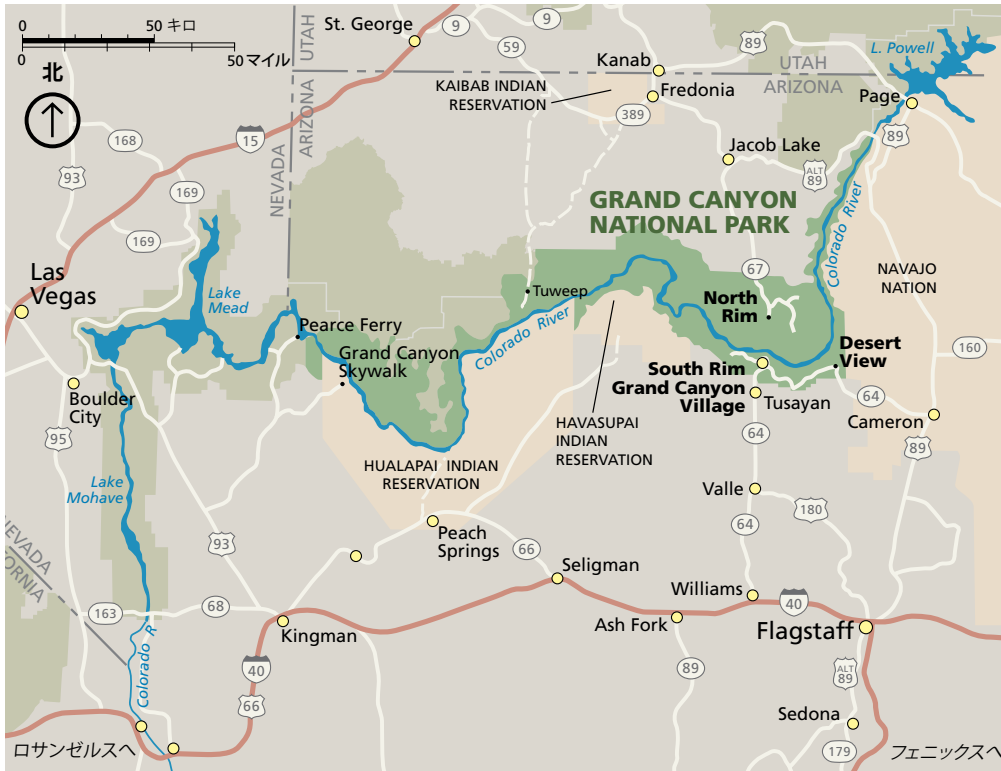 0
50 キロ
0
50 マイル
北
St. George
9
9
59
UTAH
ARIZONA
Kanab
89
UTAH
ARIZONA
L. Powell
KAIBAB INDIAN
RESERVATION
Fredonia
Page
389
15
168
93
169
169
NEVADA
Jacob Lake
ALT
89
89
Colorado River
GRAND CANYON
NATIONAL PARK
Las
Vegas
Lake
Mead
67
NAVAJO
NATION
Tuweep
North
Rim
Pearce Ferry
Colorado River
Grand Canyon
Skywalk
Desert
View
160
South Rim
Grand Canyon
Village
Tusayan
Boulder
City
64
Cameron
95
HAVASUPAI
INDIAN
RESERVATION
64
89
HUALAPAI INDIAN
RESERVATION
Lake
Mohave
Valle
180
NEVADA
CALIFORNIA
93
Peach
Springs
66
64
Seligman
Williams
40
163
68
Kingman
Ash Fork
Flagstaff
Colorado R
40
66
89
ALT
89
Sedona
179
ロサンゼルスへ
フェニックスへ